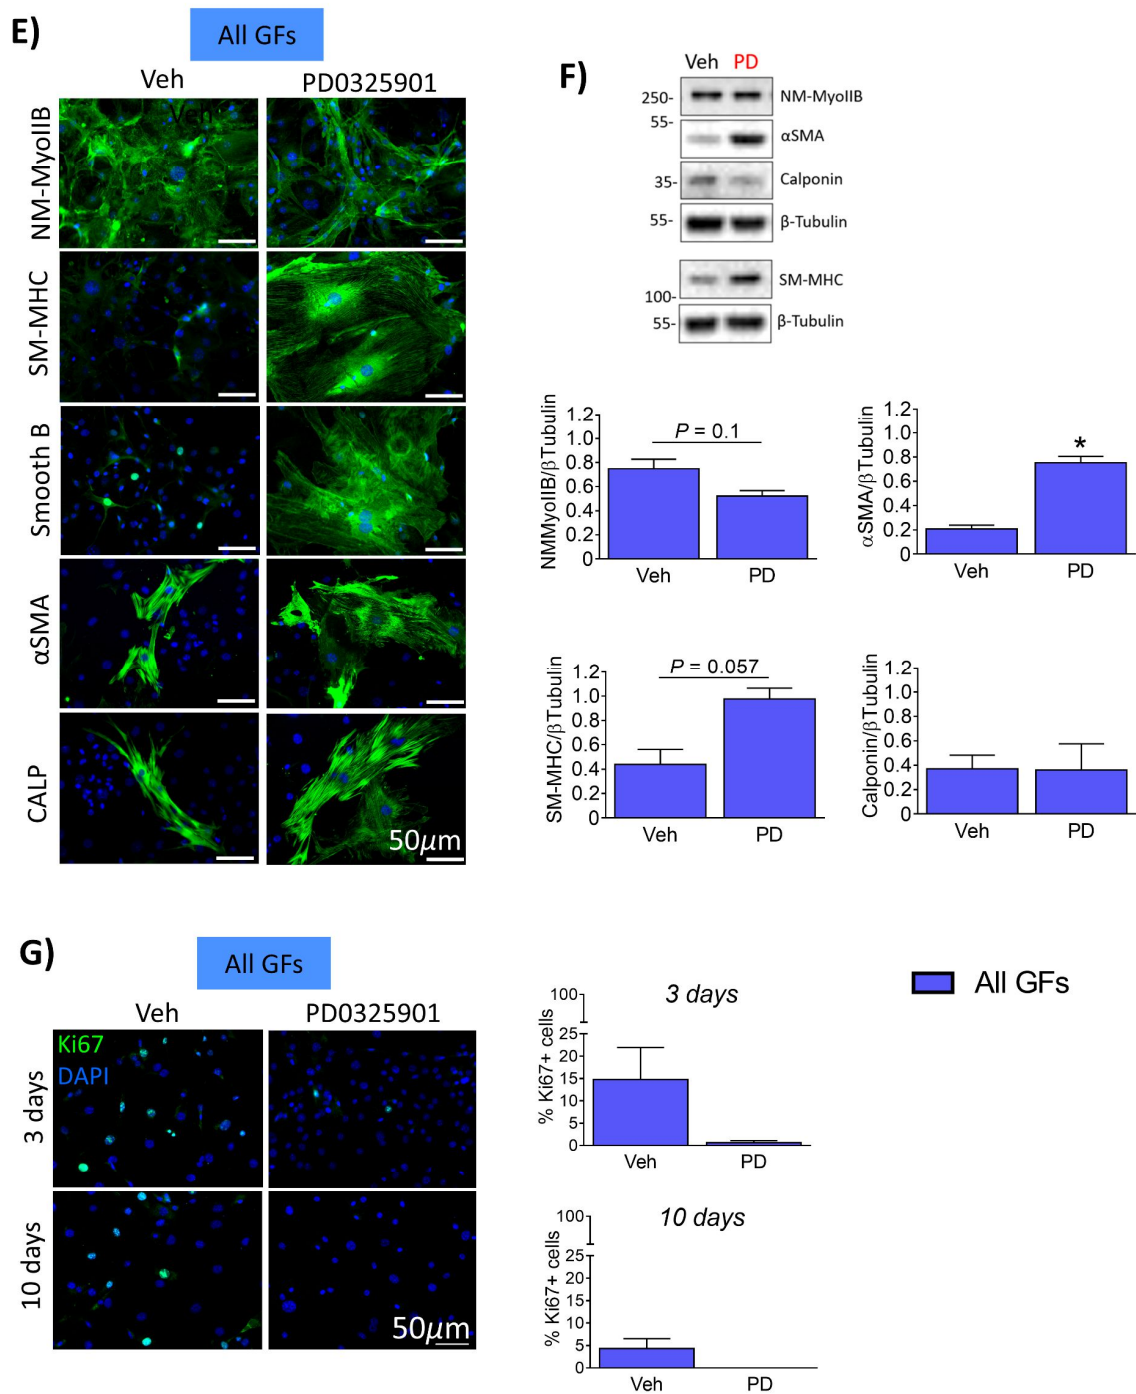 E)
All GFs
Veh
PD0325901
Veh
NM-MyoIIB
SM-MHC
Smooth B
αSMA
CALP
50µm
F)
Veh PD
250-
NM-MyoIIB
55-
αSMA
35-
Calponin
55-
β-Tubulin
SM-MHC
100-
55-
β-Tubulin
NMMyoIIB/βTubulin
1.2
1.0
0.8
0.6
0.4
0.2
0
P = 0.1
Veh PD
αSMA/βTubulin
1.2
1.0
0.8
0.6
0.4
0.2
0
*
Veh PD
SM-MHC/βTubulin
1.2
1.0
0.8
0.6
0.4
0.2
0
P = 0.057
Veh PD
Calponin/βTubulin
1.2
1.0
0.8
0.6
0.4
0.2
0
Veh PD
G)
All GFs
Veh
PD0325901
Ki67
DAPI
3 days
10 days
50µm
3 days
% Ki67+ cells
100
25
20
15
10
5
0
Veh PD
10 days
% Ki67+ cells
100
25
20
15
10
5
0
Veh PD
All GFs